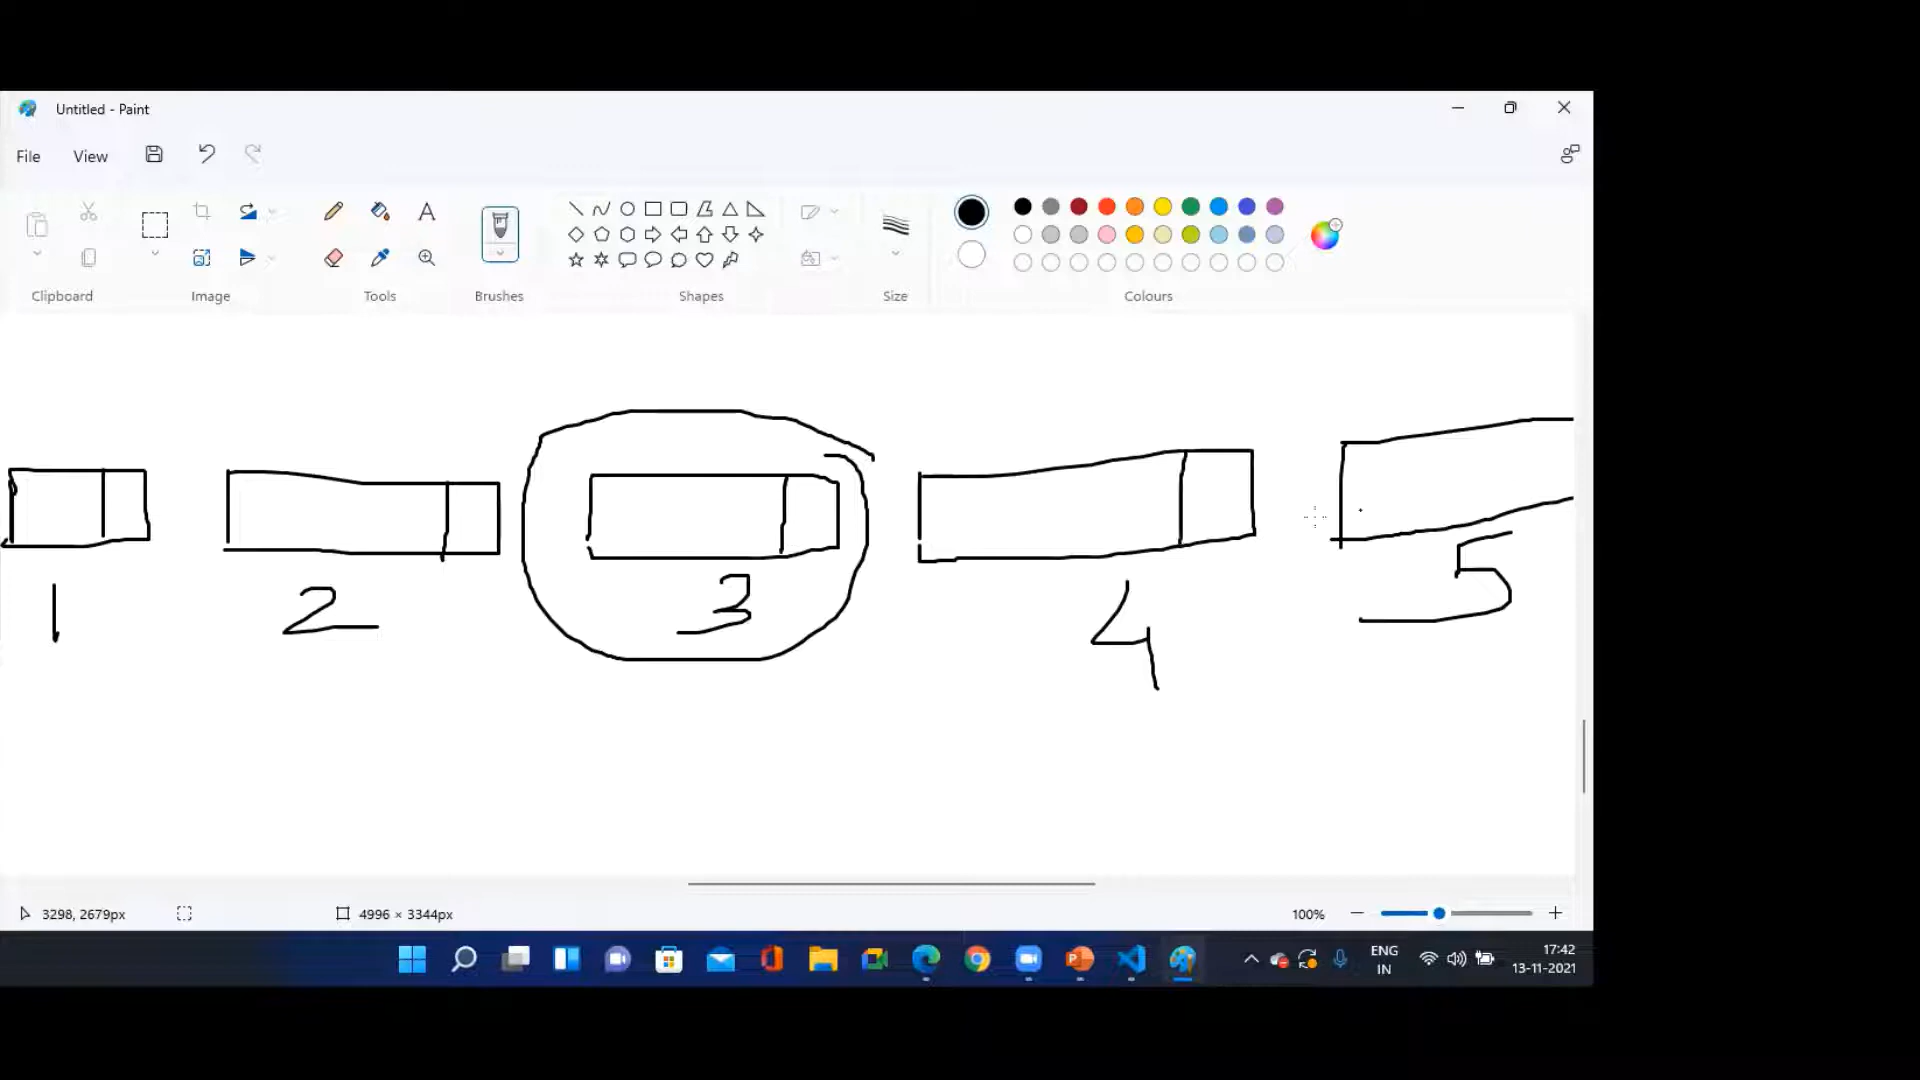 Untitled - Paint
File View
Clipboard Image Tools Brushes Shapes Size Colours
1 2 3 4 5
3298, 2679px 4996 × 3344px 100%
ENG 17:42
IN 13-11-2021